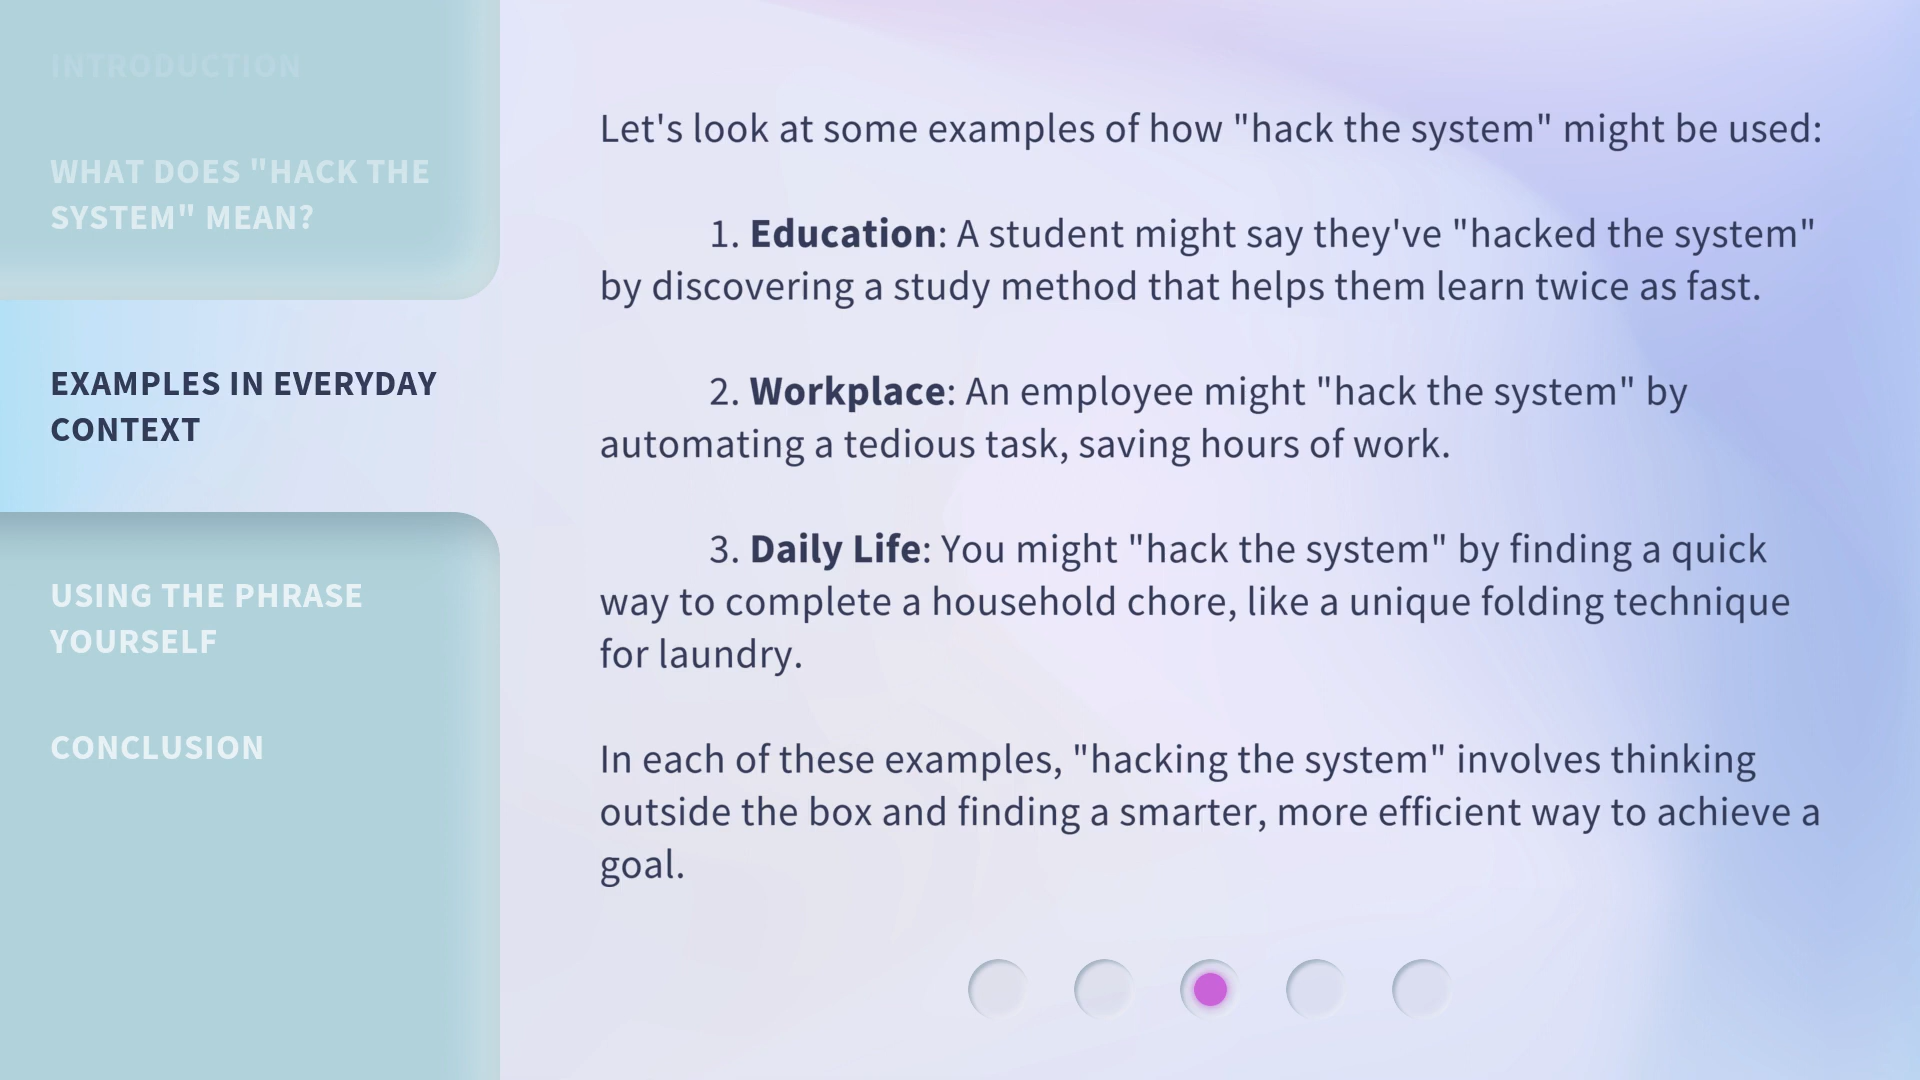 INTRODUCTION
WHAT DOES "HACK THE
SYSTEM" MEAN?
EXAMPLES IN EVERYDAY
CONTEXT
USING THE PHRASE
YOURSELF
CONCLUSION
Let's look at some examples of how "hack the system" might be used:
1. Education: A student might say they've "hacked the system"
by discovering a study method that helps them learn twice as fast.
2. Workplace: An employee might "hack the system" by
automating a tedious task, saving hours of work.
3. Daily Life: You might "hack the system" by finding a quick
way to complete a household chore, like a unique folding technique
for laundry.
In each of these examples, "hacking the system" involves thinking
outside the box and finding a smarter, more efficient way to achieve a
goal.